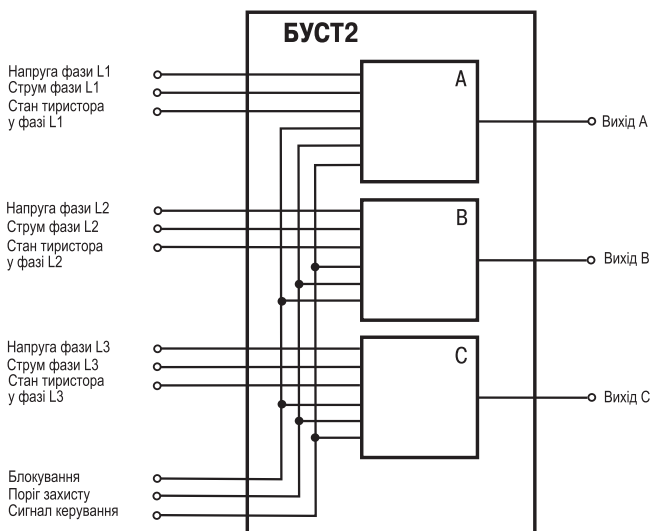 БУСТ2
Напруга фази L1
Струм фази L1
Стан тиристора
у фазі L1
A
Вихід A
Напруга фази L2
Струм фази L2
Стан тиристора
у фазі L2
B
Вихід B
Напруга фази L3
Струм фази L3
Стан тиристора
у фазі L3
C
Вихід C
Блокування
Поріг захисту
Сигнал керування